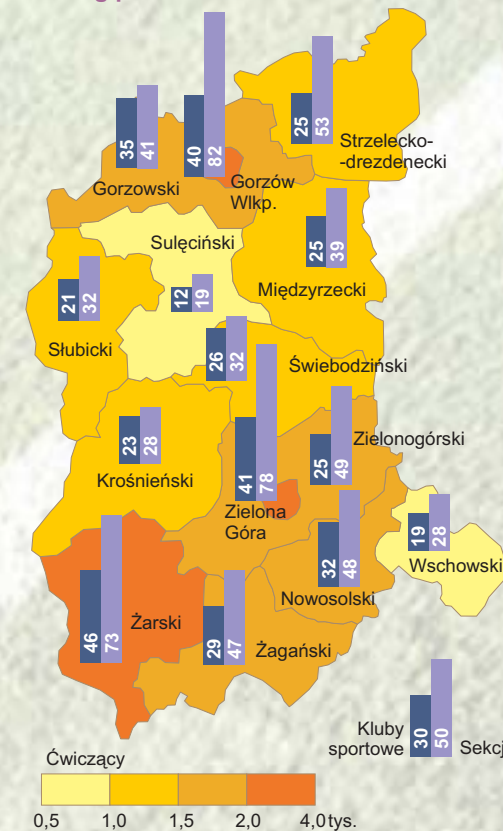 25
53
Strzelecko-
-drezdenecki
35
41
Gorzowski
40
82
Gorzów
Wlkp.
Sulęciński
12
19
25
39
Międzyrzecki
21
32
Słubicki
26
32
Świebodziński
23
28
Krośnieński
41
78
Zielona
Góra
25
49
Zielonogórski
19
28
Wschowski
32
48
Nowosolski
46
73
Żarski
29
47
Żagański
Kluby
sportowe
30
50
Sekcj
Ćwiczący
0,5 1,0 1,5 2,0 4,0 tys.